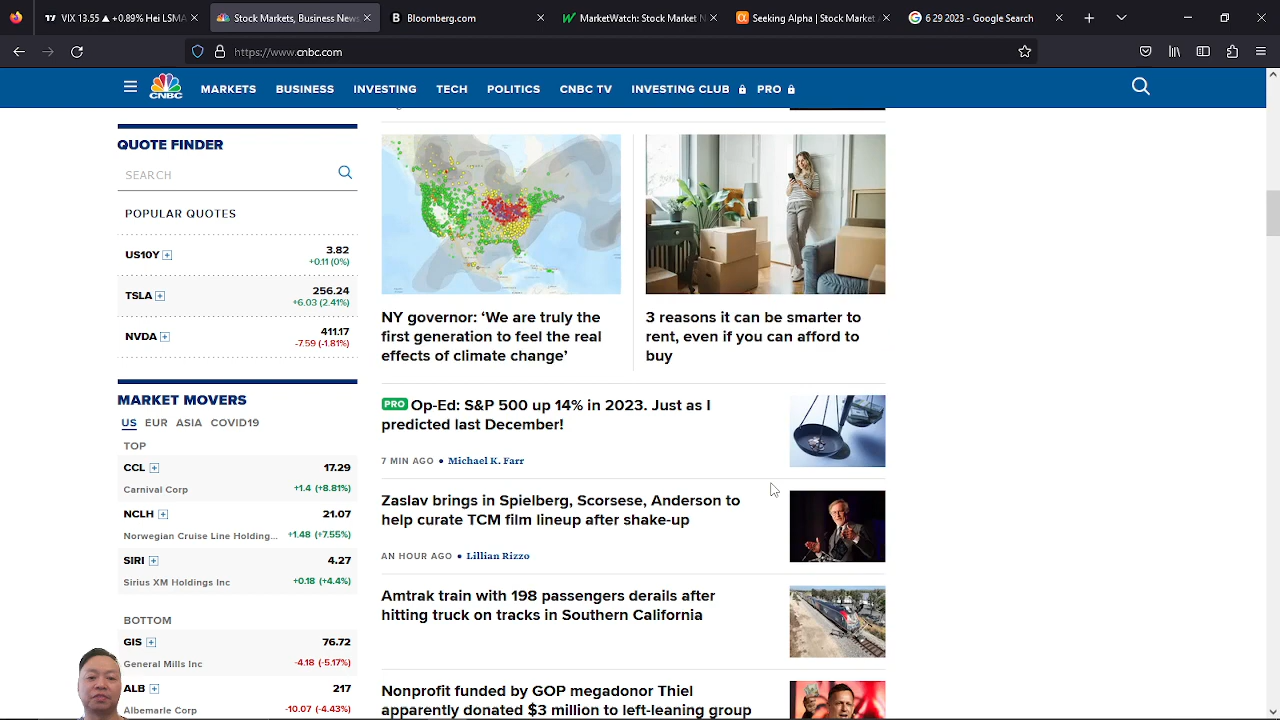 VIX 13.55 ▲ +0.89% Hei LSMA
Stock Markets, Business News
Bloomberg.com
MarketWatch: Stock Market N
Seeking Alpha | Stock Market A
6 29 2023 - Google Search
https://www.cnbc.com
CNBC
MARKETS
BUSINESS
INVESTING
TECH
POLITICS
CNBC TV
INVESTING CLUB
PRO
QUOTE FINDER
SEARCH
POPULAR QUOTES
US10Y 3.82
+0.11 (0%)
TSLA 256.24
+6.03 (2.41%)
NVDA 411.17
-7.59 (-1.81%)
MARKET MOVERS
US EUR ASIA COVID19
TOP
CCL 17.29
Carnival Corp +1.4 (+8.81%)
NCLH 21.07
Norwegian Cruise Line Holding... +1.48 (+7.55%)
SIRI 4.27
Sirius XM Holdings Inc +0.18 (+4.4%)
BOTTOM
GIS 76.72
General Mills Inc -4.18 (-5.17%)
ALB 217
Albemarle Corp -10.07 (-4.43%)
NY governor: ‘We are truly the
first generation to feel the real
effects of climate change’
3 reasons it can be smarter to
rent, even if you can afford to
buy
PRO Op-Ed: S&P 500 up 14% in 2023. Just as I
predicted last December!
7 MIN AGO • Michael K. Farr
Zaslav brings in Spielberg, Scorsese, Anderson to
help curate TCM film lineup after shake-up
AN HOUR AGO • Lillian Rizzo
Amtrak train with 198 passengers derails after
hitting truck on tracks in Southern California
Nonprofit funded by GOP megadonor Thiel
apparently donated $3 million to left-leaning group